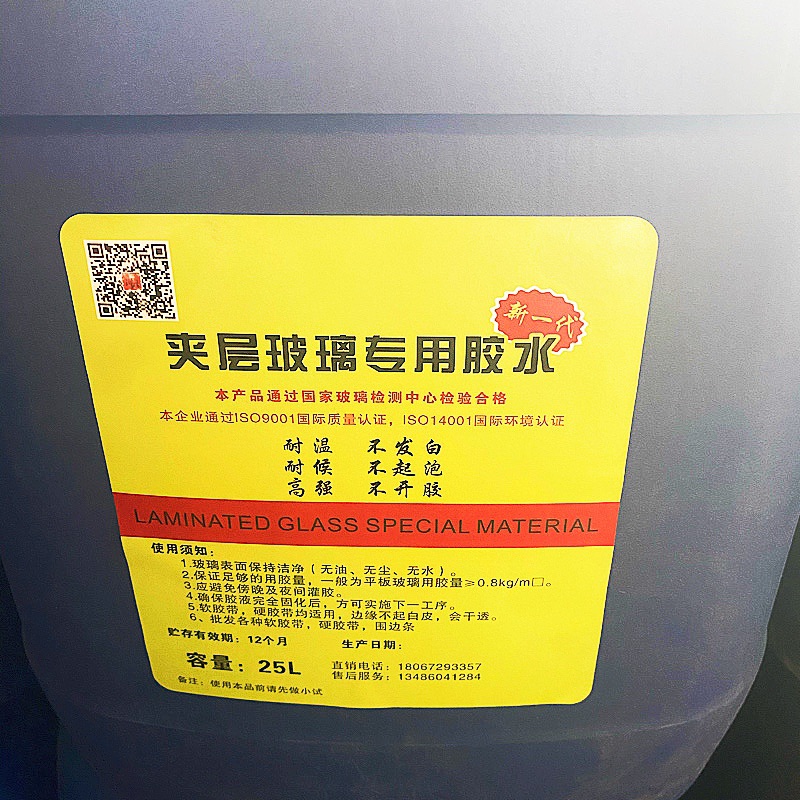 新一代
夹层玻璃专用胶水
本产品通过国家玻璃检测中心检验合格
本企业通过ISO9001国际质量认证，ISO14001国际环境认证
耐温 不发白
耐候 不起泡
高强 不开胶
LAMINATED GLASS SPECIAL MATERIAL
使用须知：
1.玻璃表面保持洁净（无油、无尘、无水）。
2.保证足够的用胶量，一般为平板玻璃用胶量≥0.8kg/m□。
3.应避免傍晚及夜间灌胶。
4.确保胶液完全固化后，方可实施下一工序。
5.软胶带，硬胶带均适用，边缘不起白皮，会干透。
6、批发各种软胶带，硬胶带，围边条
贮存有效期：12个月 生产日期：
容量：25L
直销电话：18067293357
售后服务：13486041284
备注：使用本品前请先做小试